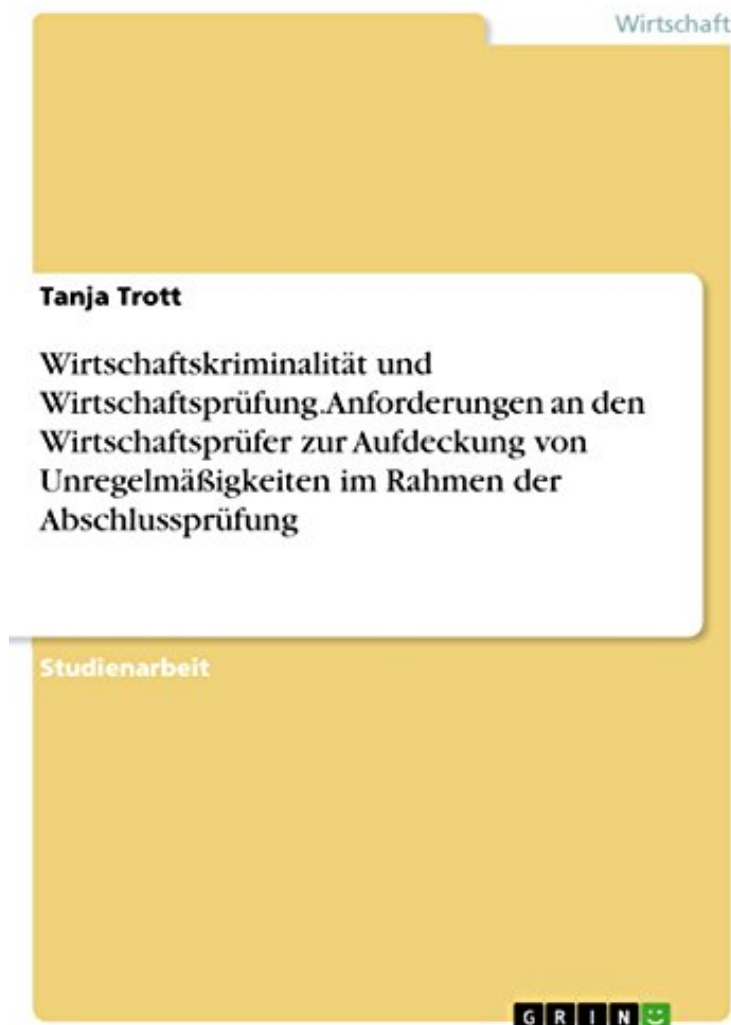 Wirtschaft
Tanja Trott
Wirtschaftskriminalität und
Wirtschaftsprüfung.Anforderungen an den
Wirtschaftsprüfer zur Aufdeckung von
Unregelmäßigkeiten im Rahmen der
Abschlussprüfung
Studienarbeit
GRIN